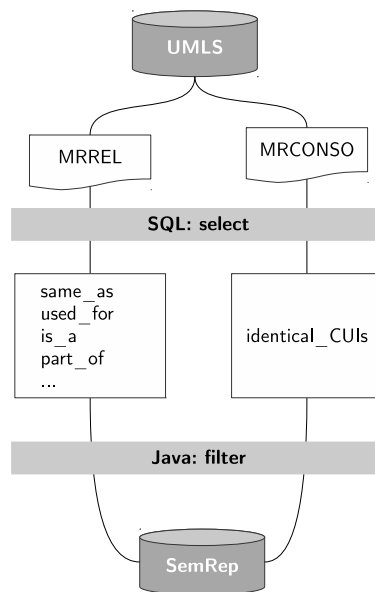 UMLS
MRREL
MRCONSO
SQL: select
same_as
used_for
is_a
part_of
...
identical_CUIs
Java: filter
SemRep